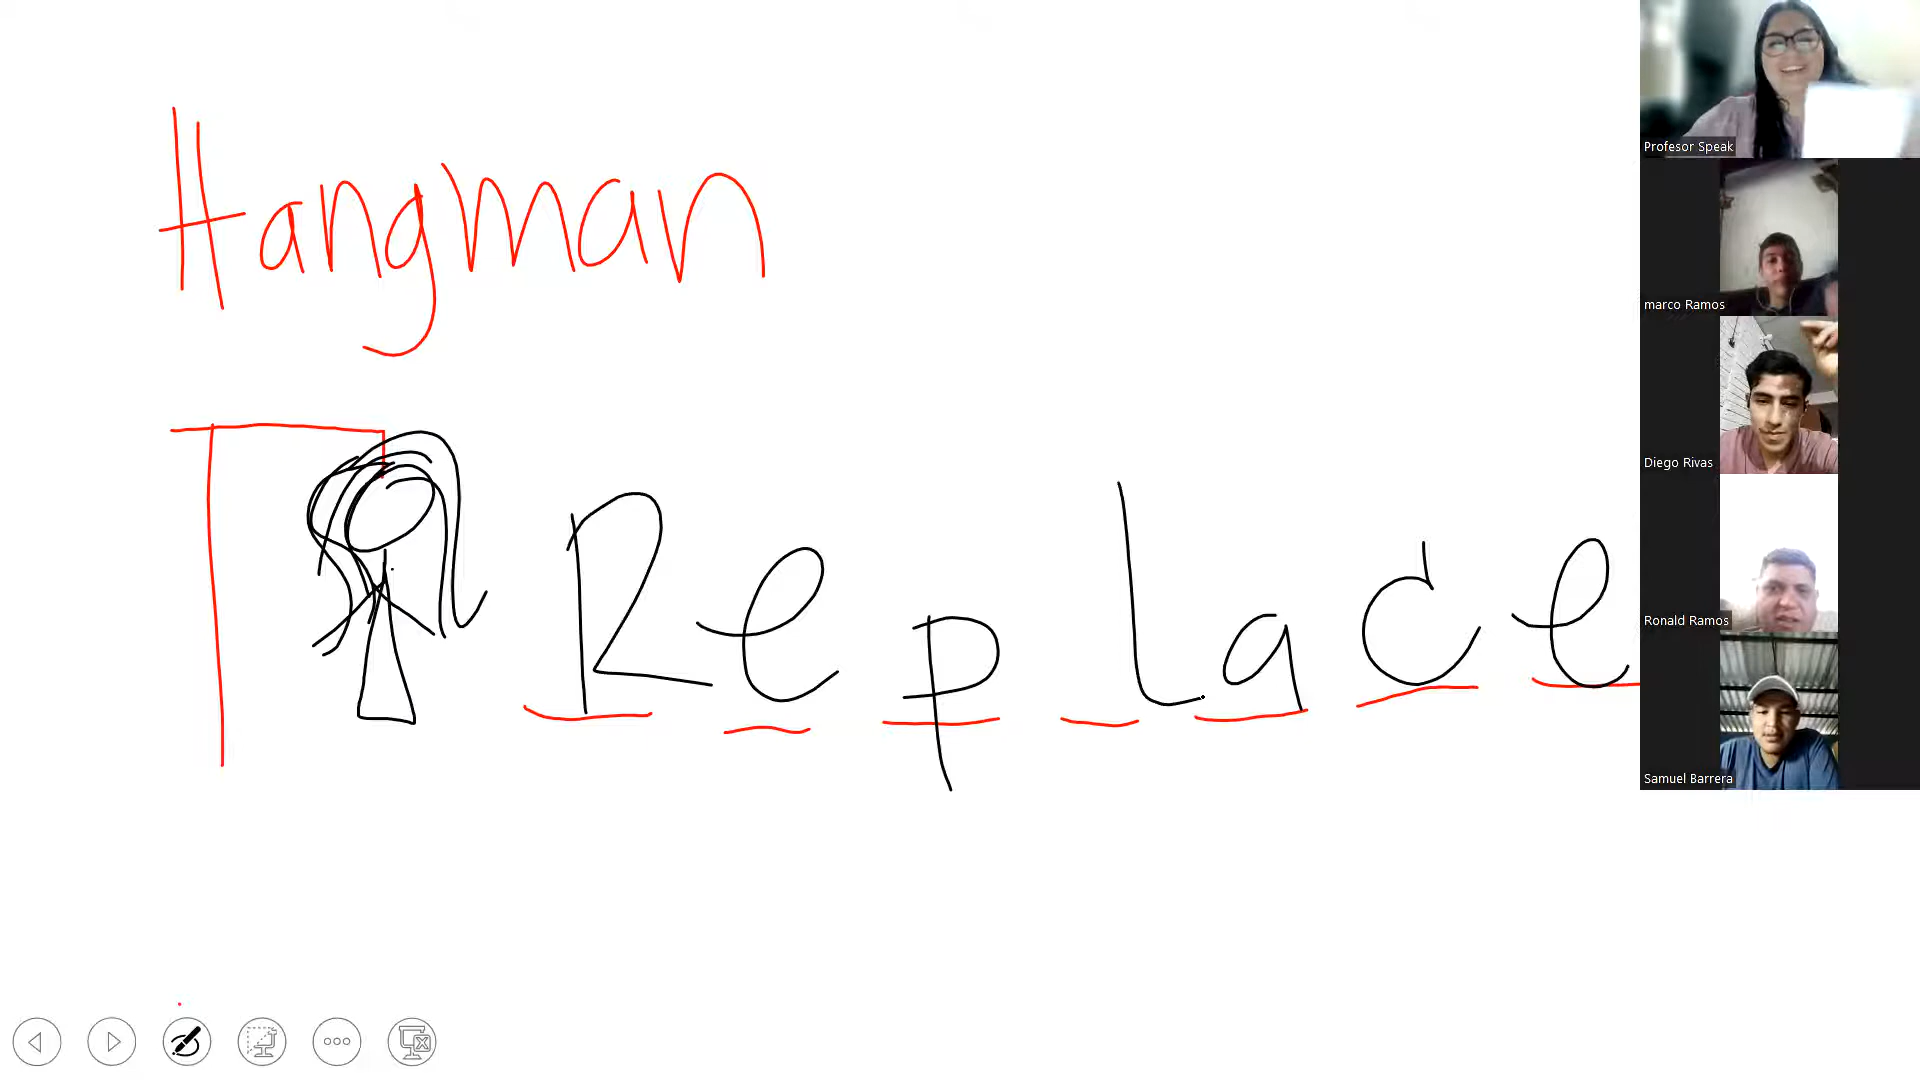 Hangman
Replace
Profesor Speak
marco Ramos
Diego Rivas
Ronald Ramos
Samuel Barrera